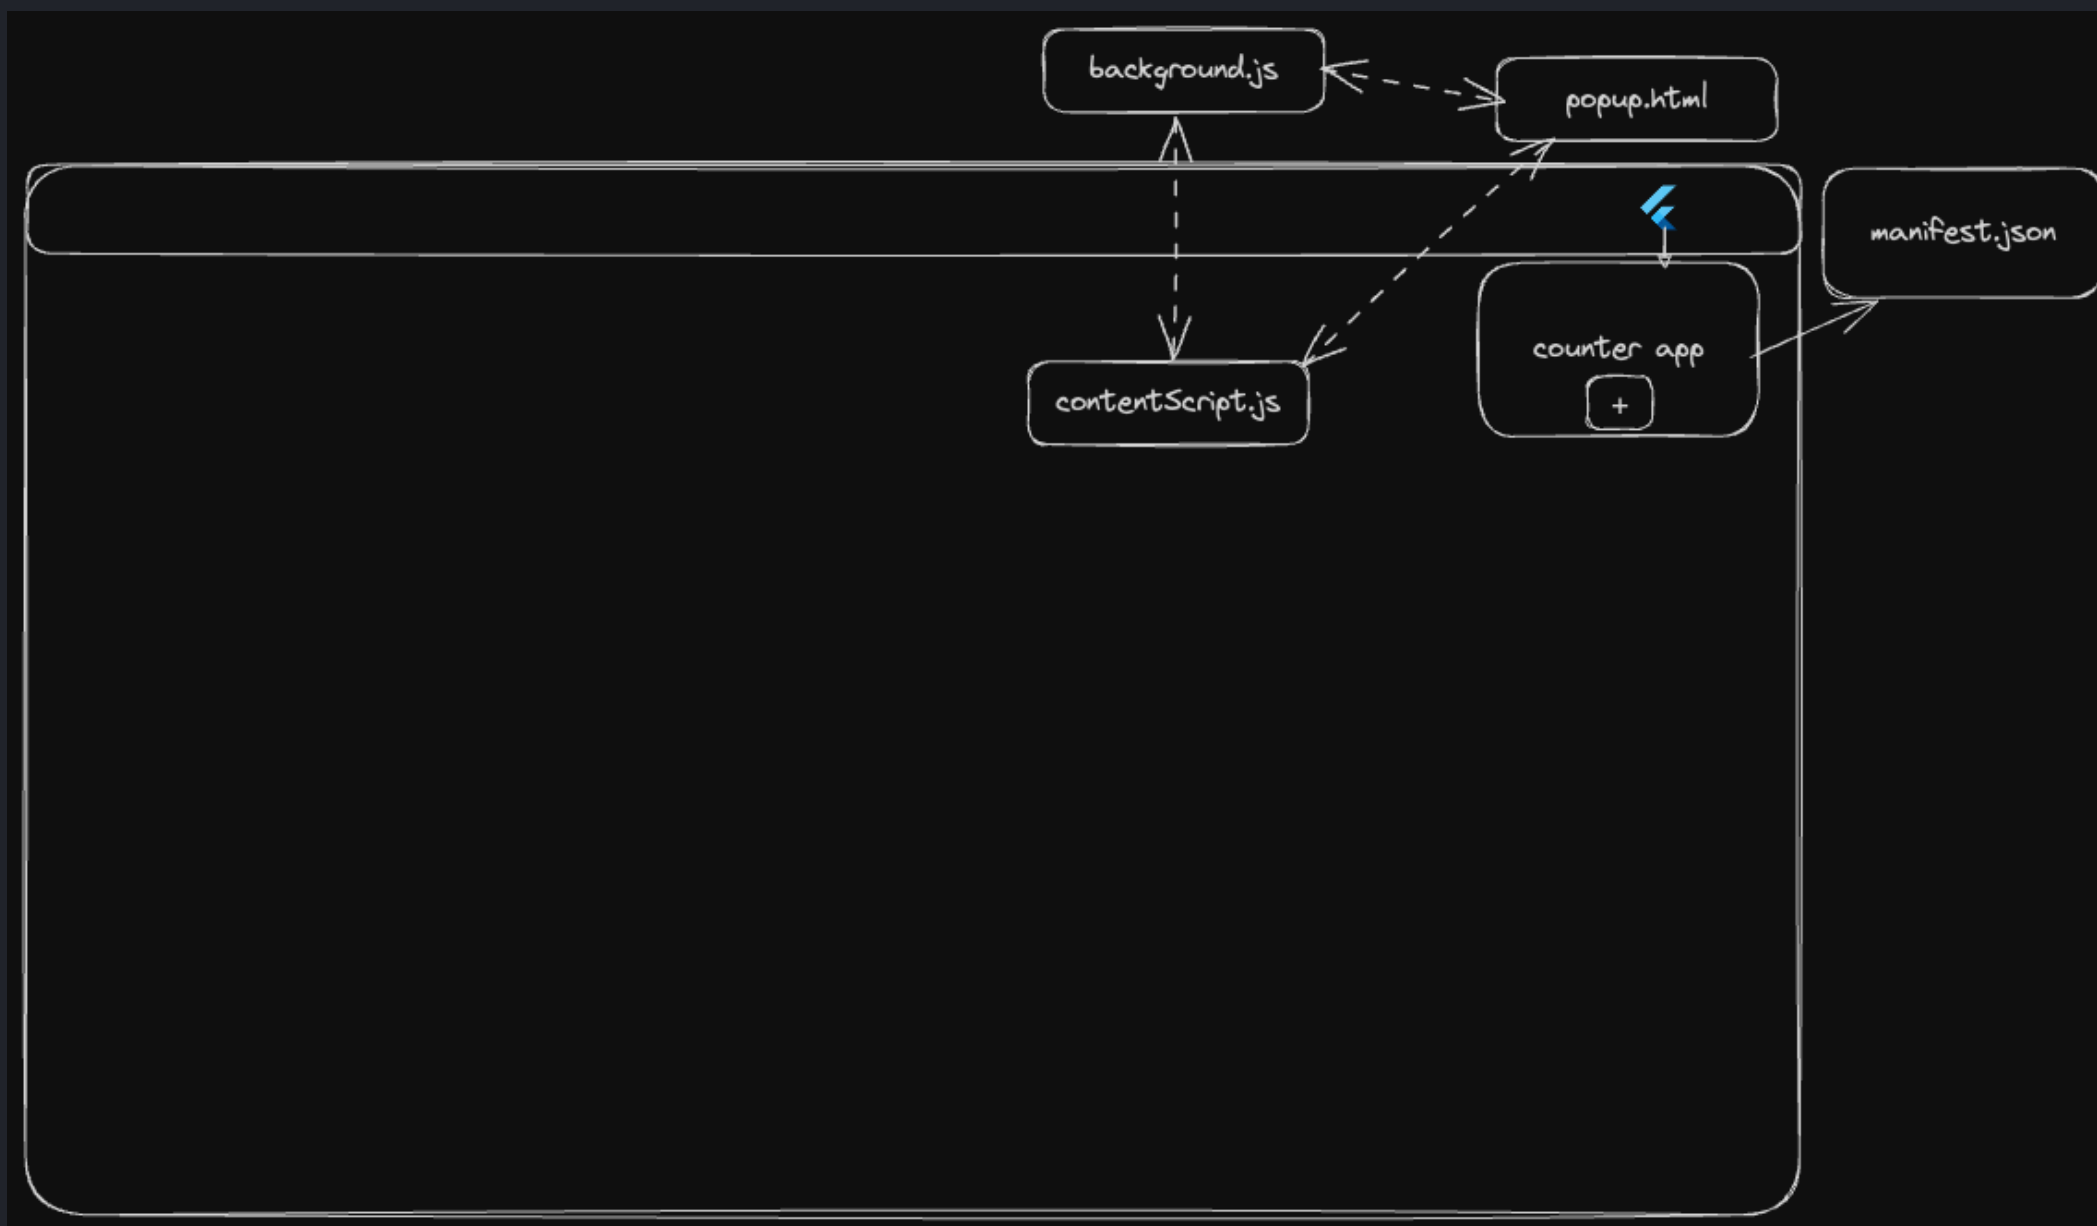 background.js
popup.html
manifest.json
counter app
+
contentScript.js